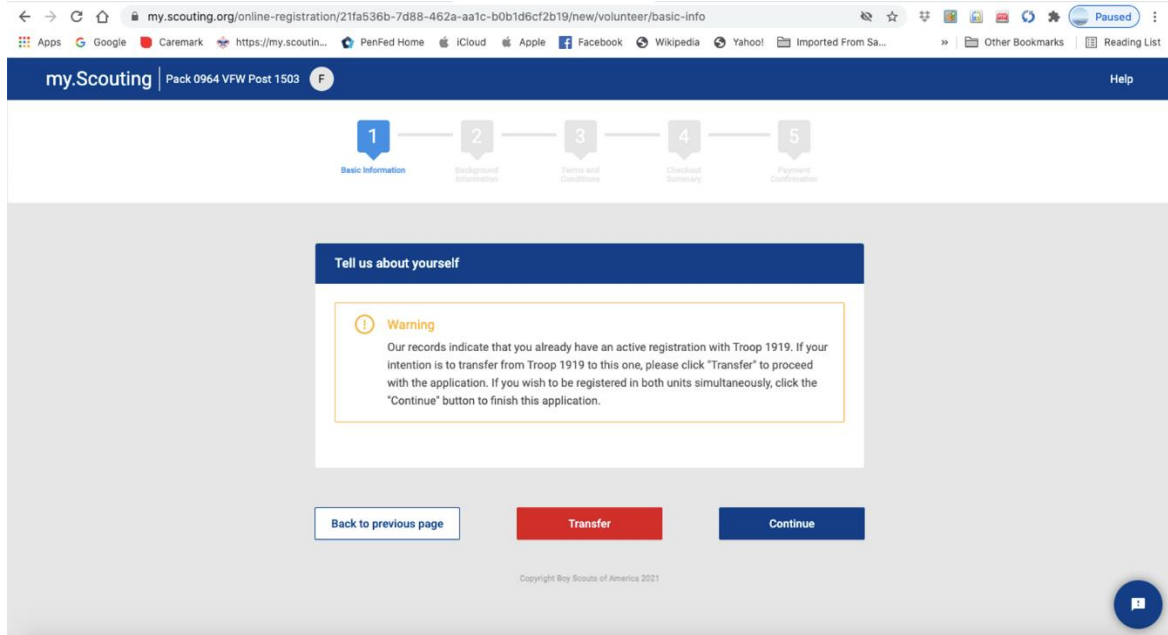 my.scouting.org/online-registration/21fa536b-7d88-462a-aa1c-b0b1d6cf2b19/new/volunteer/basic-info Paused
Apps Google Caremark https://my.scoutin... PenFed Home iCloud Apple Facebook Wikipedia Yahoo! Imported From Sa... » Other Bookmarks Reading List
my.Scouting Pack 0964 VFW Post 1503 F Help
1 2 3 4 5
Basic Information
Background Information
Terms and Conditions
Checkout Summary
Payment Confirmation
Tell us about yourself
Warning
Our records indicate that you already have an active registration with Troop 1919. If your
intention is to transfer from Troop 1919 to this one, please click "Transfer" to proceed
with the application. If you wish to be registered in both units simultaneously, click the
"Continue" button to finish this application.
Back to previous page Transfer Continue
Copyright Boy Scouts of America 2021